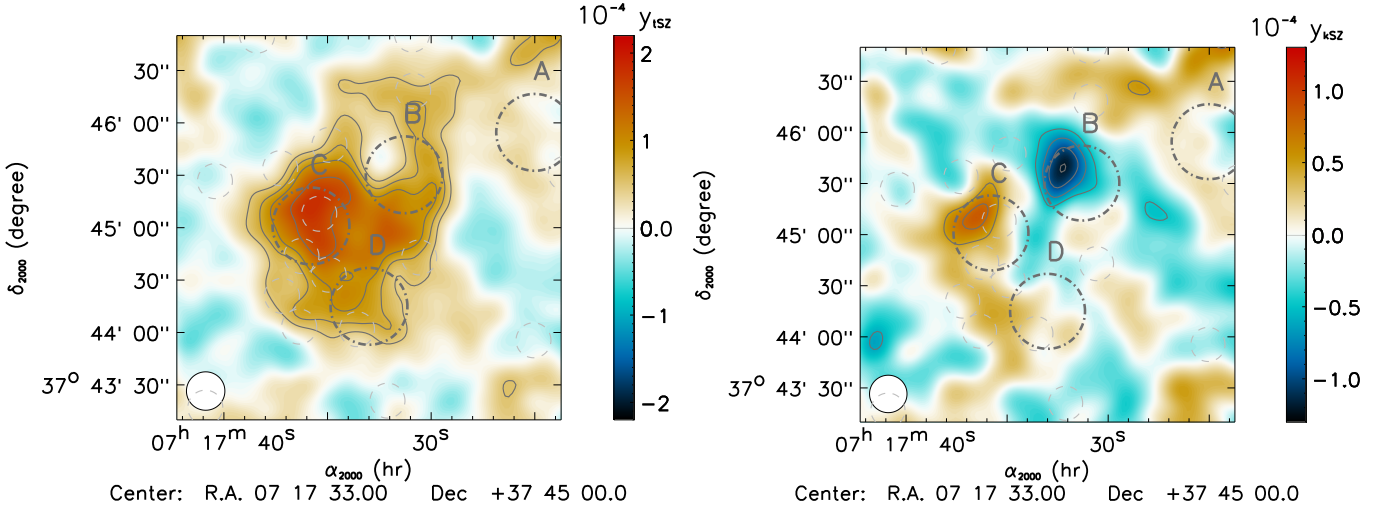 10⁻⁴ y_tSZ
2
1
0.0
−1
−2
30''
46' 00''
30''
45' 00''
30''
44' 00''
37° 43' 30''
δ₂₀₀₀ (degree)
A
B
C
D
07ʰ 17ᵐ 40ˢ 30ˢ
α₂₀₀₀ (hr)
Center: R.A. 07 17 33.00 Dec +37 45 00.0
10⁻⁴ y_kSZ
1.0
0.5
0.0
−0.5
−1.0
30''
46' 00''
30''
45' 00''
30''
44' 00''
37° 43' 30''
δ₂₀₀₀ (degree)
A
B
C
D
07ʰ 17ᵐ 40ˢ 30ˢ
α₂₀₀₀ (hr)
Center: R.A. 07 17 33.00 Dec +37 45 00.0